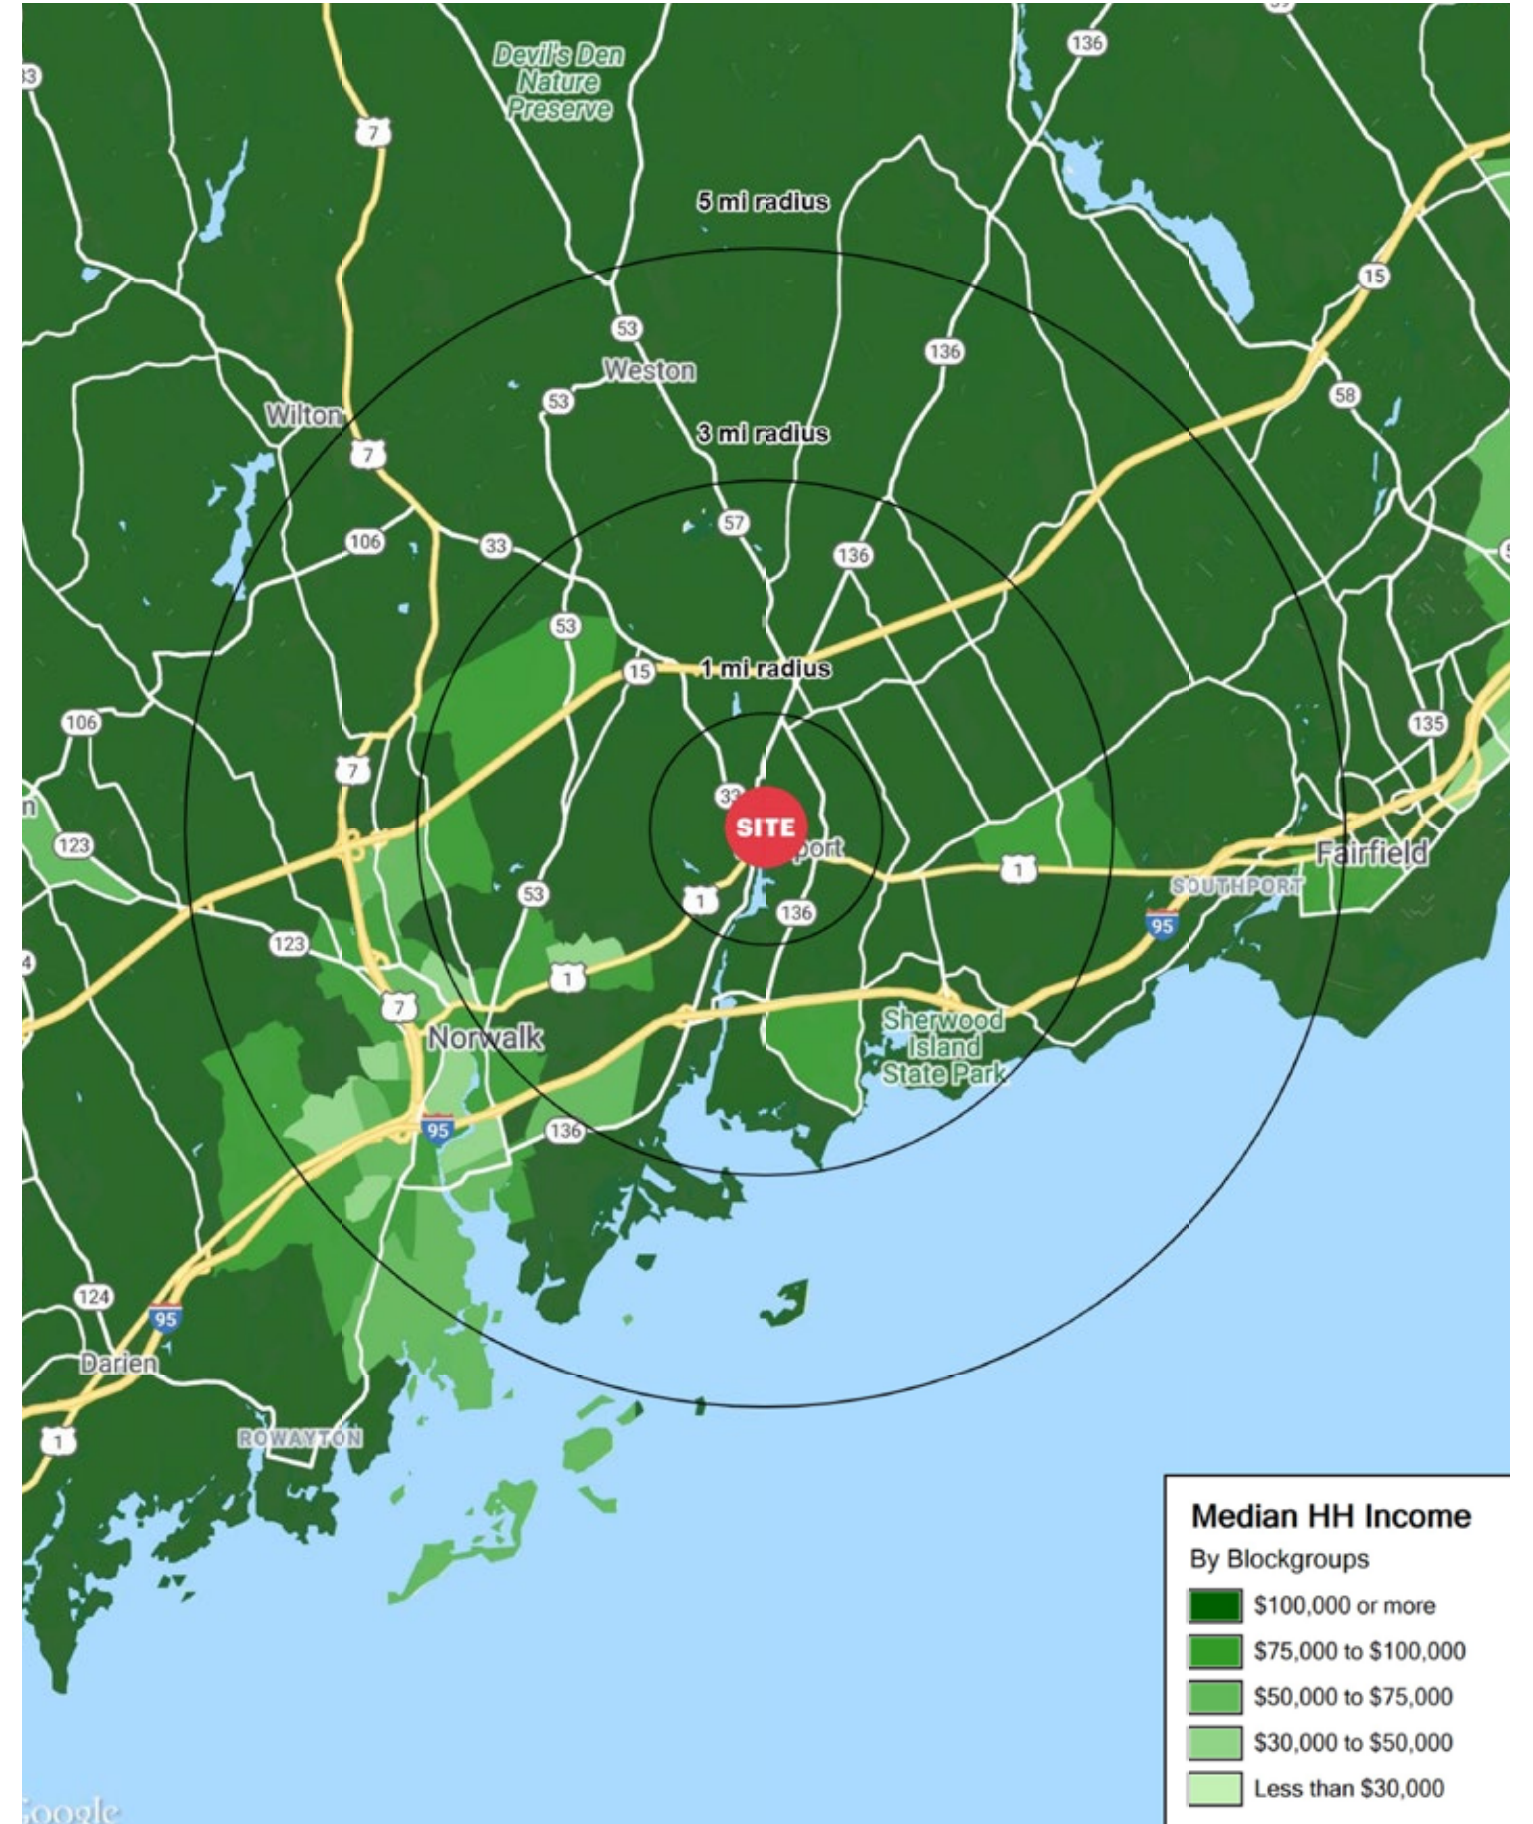 136
33
Devil's Den
Nature
Preserve
7
5 mi radius
15
53
136
Weston
53
58
Wilton
3 mi radius
7
57
106
33
136
53
1 mi radius
15
106
135
7
33
SITE
port
123
Fairfield
1
SOUTHPORT
53
1
136
95
123
1
7
Sherwood
Island
State Park
Norwalk
95
136
124
95
Darien
1
ROWAYTON
Median HH Income
By Blockgroups
$100,000 or more
$75,000 to $100,000
$50,000 to $75,000
$30,000 to $50,000
Less than $30,000
Google